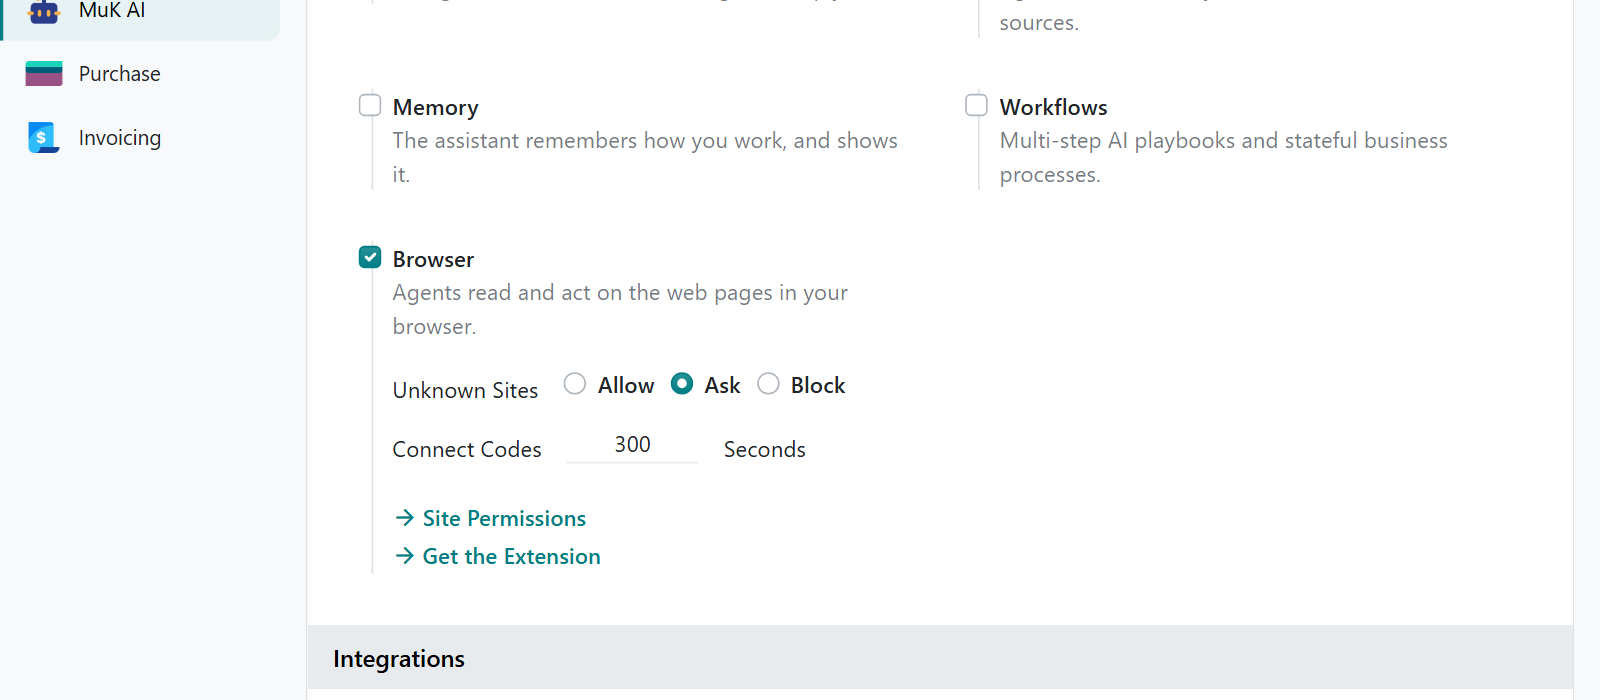 MuK AI
Purchase
Invoicing
sources.
Memory
The assistant remembers how you work, and shows
it.
Workflows
Multi-step AI playbooks and stateful business
processes.
Browser
Agents read and act on the web pages in your
browser.
Unknown Sites Allow Ask Block
Connect Codes 300 Seconds
→ Site Permissions
→ Get the Extension
Integrations